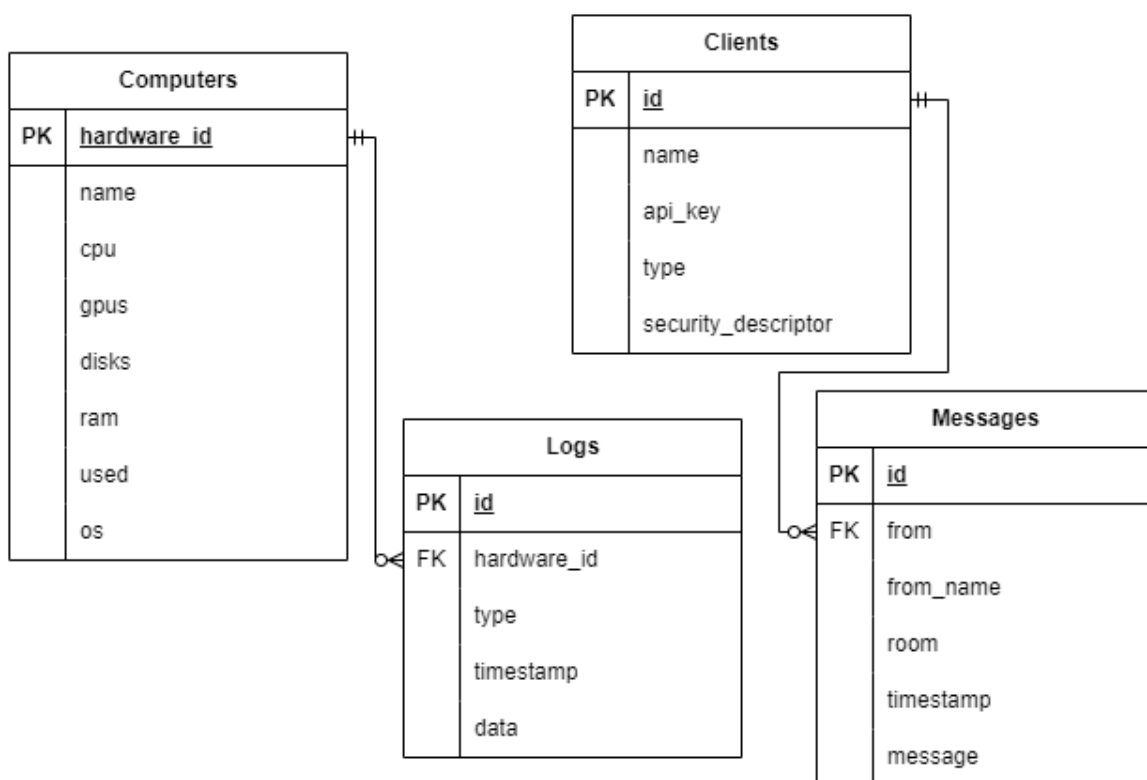 Computers
PK hardware_id
name
cpu
gpus
disks
ram
used
os
Clients
PK id
name
api_key
type
security_descriptor
Logs
PK id
FK hardware_id
type
timestamp
data
Messages
PK id
FK from
from_name
room
timestamp
message